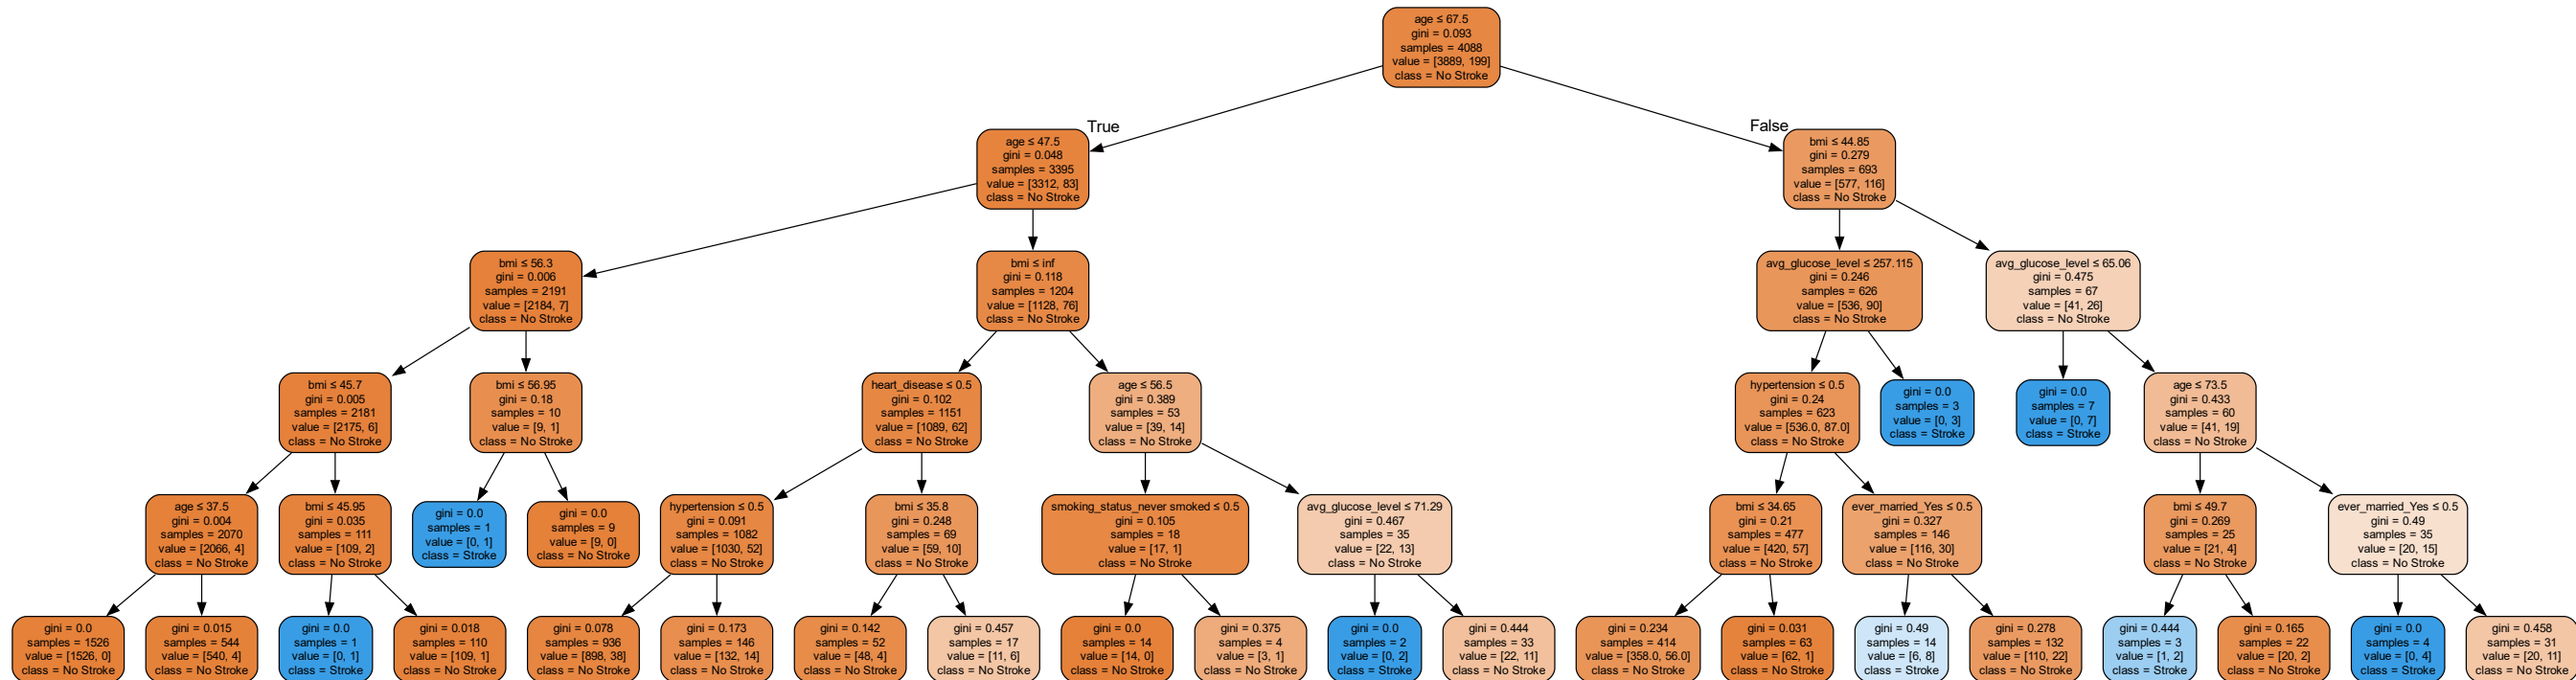 age ≤ 67.5
gini = 0.093
samples = 4088
value = [3889, 199]
class = No Stroke
True
False
age ≤ 47.5
gini = 0.048
samples = 3395
value = [3312, 83]
class = No Stroke
bmi ≤ 44.85
gini = 0.279
samples = 693
value = [577, 116]
class = No Stroke
bmi ≤ 56.3
gini = 0.006
samples = 2191
value = [2184, 7]
class = No Stroke
bmi ≤ inf
gini = 0.118
samples = 1204
value = [1128, 76]
class = No Stroke
avg_glucose_level ≤ 257.115
gini = 0.246
samples = 626
value = [536, 90]
class = No Stroke
avg_glucose_level ≤ 65.06
gini = 0.475
samples = 67
value = [41, 26]
class = No Stroke
bmi ≤ 45.7
gini = 0.005
samples = 2181
value = [2175, 6]
class = No Stroke
bmi ≤ 56.95
gini = 0.18
samples = 10
value = [9, 1]
class = No Stroke
heart_disease ≤ 0.5
gini = 0.102
samples = 1151
value = [1089, 62]
class = No Stroke
age ≤ 56.5
gini = 0.389
samples = 53
value = [39, 14]
class = No Stroke
hypertension ≤ 0.5
gini = 0.24
samples = 623
value = [536.0, 87.0]
class = No Stroke
gini = 0.0
samples = 3
value = [0, 3]
class = Stroke
gini = 0.0
samples = 7
value = [0, 7]
class = Stroke
age ≤ 73.5
gini = 0.433
samples = 60
value = [41, 19]
class = No Stroke
age ≤ 37.5
gini = 0.004
samples = 2070
value = [2066, 4]
class = No Stroke
bmi ≤ 45.95
gini = 0.035
samples = 111
value = [109, 2]
class = No Stroke
gini = 0.0
samples = 1
value = [0, 1]
class = Stroke
gini = 0.0
samples = 9
value = [9, 0]
class = No Stroke
hypertension ≤ 0.5
gini = 0.091
samples = 1082
value = [1030, 52]
class = No Stroke
bmi ≤ 35.8
gini = 0.248
samples = 69
value = [59, 10]
class = No Stroke
smoking_status_never smoked ≤ 0.5
gini = 0.105
samples = 18
value = [17, 1]
class = No Stroke
avg_glucose_level ≤ 71.29
gini = 0.467
samples = 35
value = [22, 13]
class = No Stroke
bmi ≤ 34.65
gini = 0.21
samples = 477
value = [420, 57]
class = No Stroke
ever_married_Yes ≤ 0.5
gini = 0.327
samples = 146
value = [116, 30]
class = No Stroke
bmi ≤ 49.7
gini = 0.269
samples = 25
value = [21, 4]
class = No Stroke
ever_married_Yes ≤ 0.5
gini = 0.49
samples = 35
value = [20, 15]
class = No Stroke
gini = 0.0
samples = 1526
value = [1526, 0]
class = No Stroke
gini = 0.015
samples = 544
value = [540, 4]
class = No Stroke
gini = 0.0
samples = 1
value = [0, 1]
class = Stroke
gini = 0.018
samples = 110
value = [109, 1]
class = No Stroke
gini = 0.078
samples = 936
value = [898, 38]
class = No Stroke
gini = 0.173
samples = 146
value = [132, 14]
class = No Stroke
gini = 0.142
samples = 52
value = [48, 4]
class = No Stroke
gini = 0.457
samples = 17
value = [11, 6]
class = No Stroke
gini = 0.0
samples = 14
value = [14, 0]
class = No Stroke
gini = 0.375
samples = 4
value = [3, 1]
class = No Stroke
gini = 0.0
samples = 2
value = [0, 2]
class = Stroke
gini = 0.444
samples = 33
value = [22, 11]
class = No Stroke
gini = 0.234
samples = 414
value = [358.0, 56.0]
class = No Stroke
gini = 0.031
samples = 63
value = [62, 1]
class = No Stroke
gini = 0.49
samples = 14
value = [6, 8]
class = Stroke
gini = 0.278
samples = 132
value = [110, 22]
class = No Stroke
gini = 0.444
samples = 3
value = [1, 2]
class = Stroke
gini = 0.165
samples = 22
value = [20, 2]
class = No Stroke
gini = 0.0
samples = 4
value = [0, 4]
class = Stroke
gini = 0.458
samples = 31
value = [20, 11]
class = No Stroke